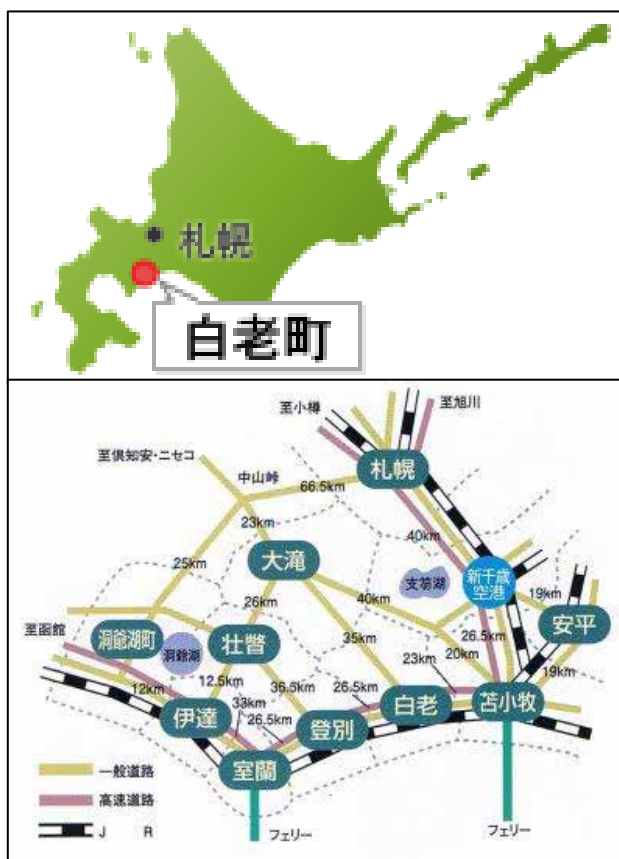 札幌
白老町
至小樽
至旭川
至倶知安・ニセコ
中山峠
札幌
66.5km
23km
40km
25km
大滝
支笏湖
新千歳
空港
19km
26km
40km
安平
至函館
洞爺湖町
洞爺湖
壮瞥
35km
26.5km
20km
23km
19km
12km
12.5km
33km
36.5km
26.5km
26.5km
白老
苫小牧
伊達
登別
室蘭
一般道路
高速道路
J R
フェリー
フェリー